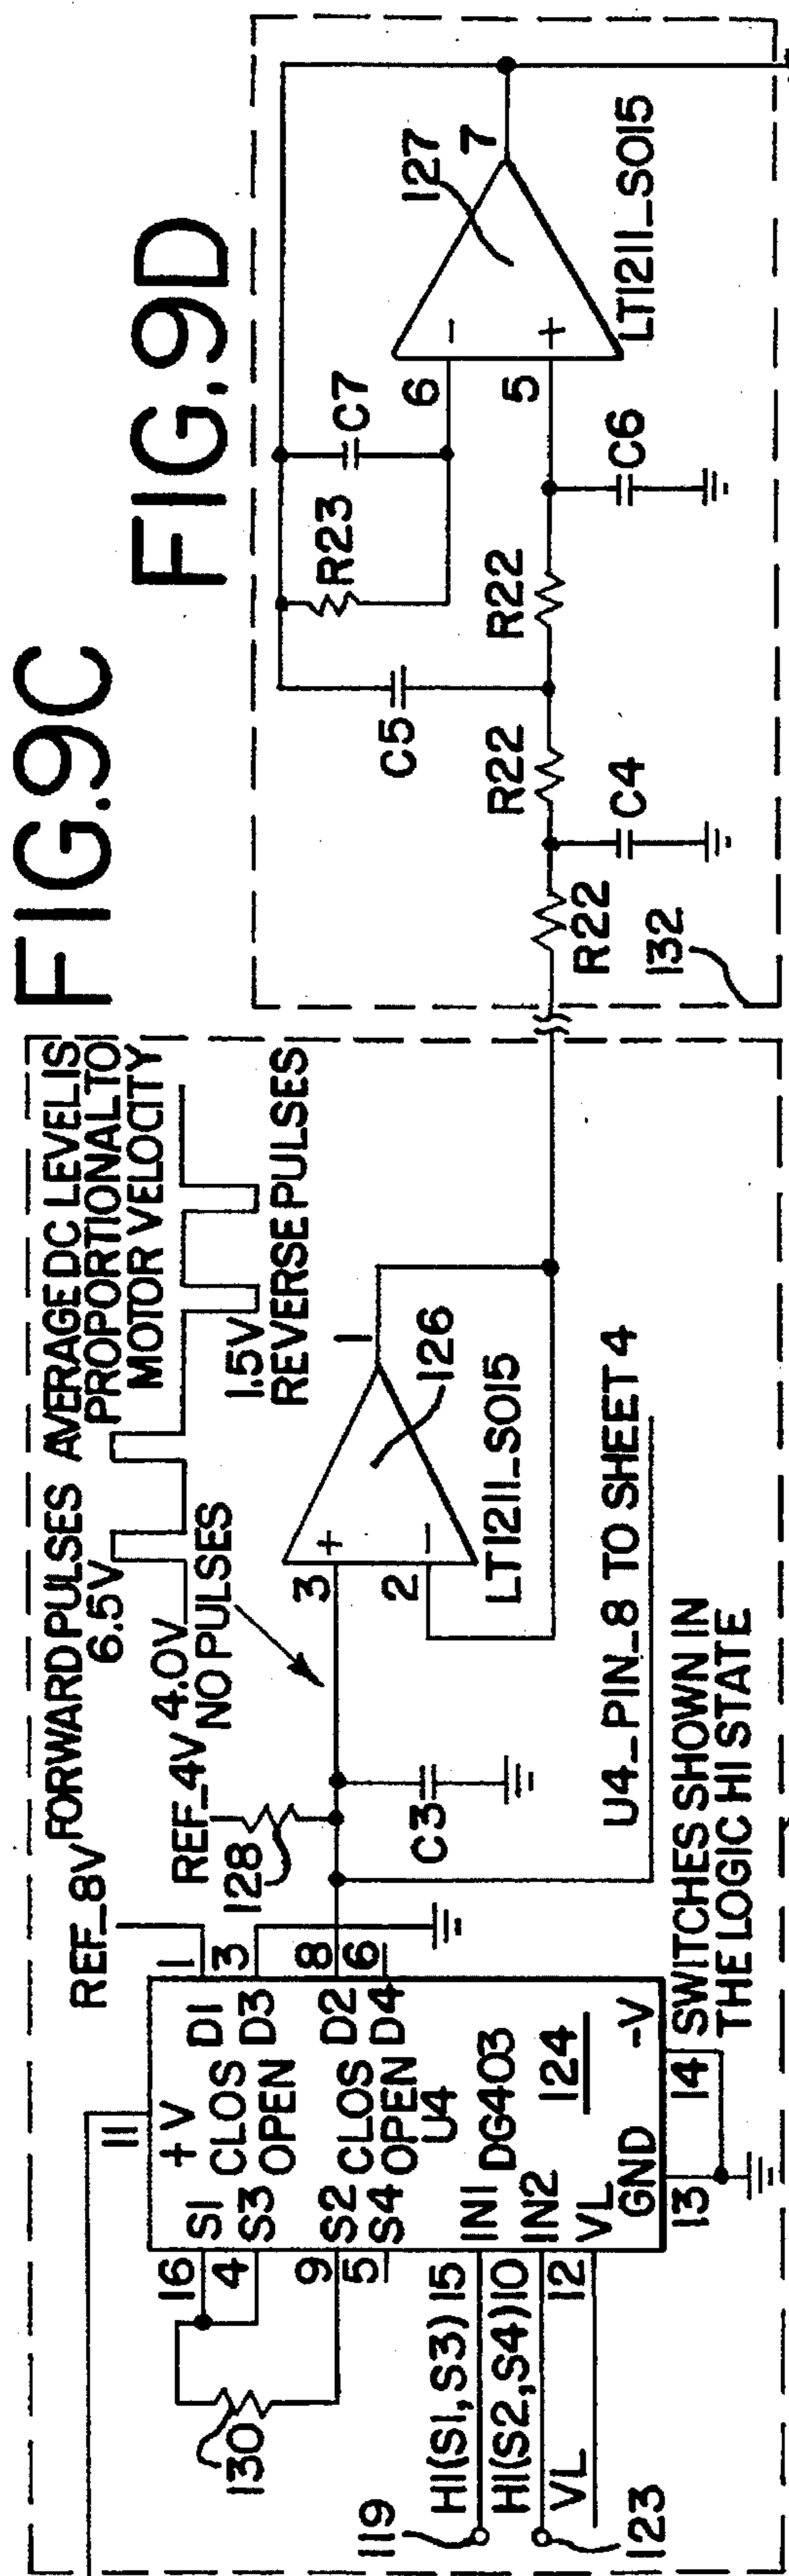 FIG.9C
FIG.9D
REF_8V
FORWARD PULSES
6.5V
AVERAGE DC LEVEL IS
PROPORTIONAL TO
MOTOR VELOCITY
REF_4V
4.0V
NO PULSES
1.5V
REVERSE PULSES
128
C3
3
2
1
126
LT1211_SO15
U4_PIN_8 TO SHEET 4
SWITCHES SHOWN IN
THE LOGIC HI STATE
11
+V
16 S1 CLOS D1 1
4 S3 OPEN D3 3
9 S2 CLOS D2 8
5 S4 OPEN D4 6
U4
DG403
124
HI(S1,S3) 15 IN1
HI(S2,S4) 10 IN2
VL 12 VL
GND -V
13 14
130
119
123
R22
132
C4
R22
C5
R22
C6
R23
C7
6
5
7
127
LT1211_SO15